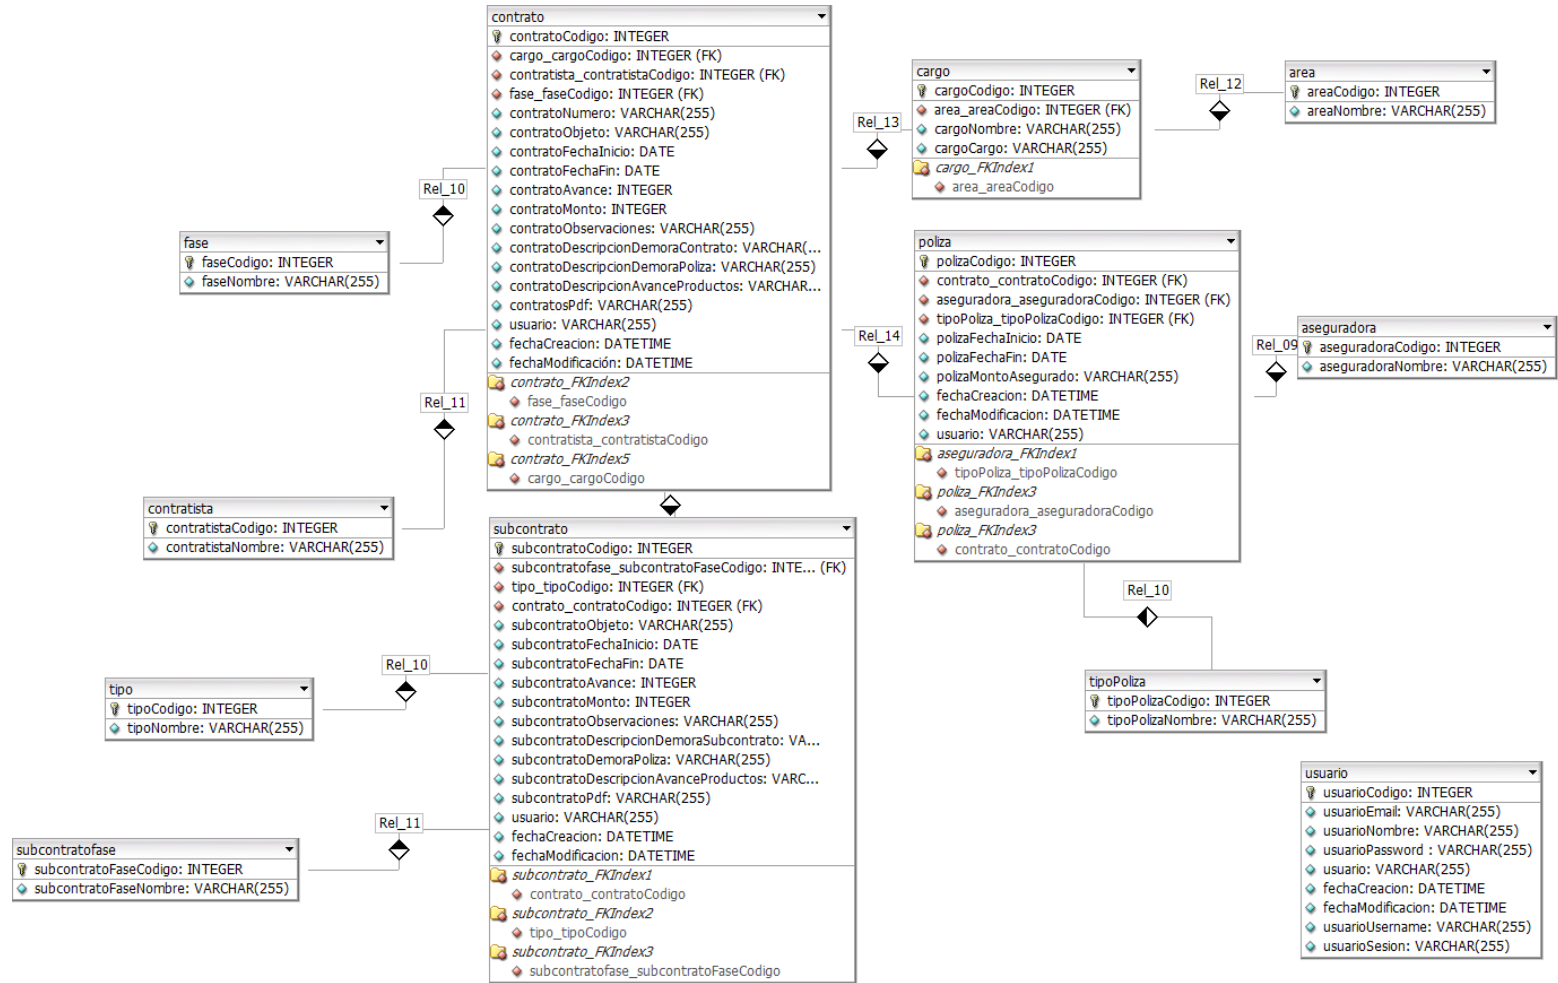 contrato
contratoCodigo: INTEGER
cargo_cargoCodigo: INTEGER (FK)
contratista_contratistaCodigo: INTEGER (FK)
fase_faseCodigo: INTEGER (FK)
contratoNumero: VARCHAR(255)
contratoObjeto: VARCHAR(255)
contratoFechaInicio: DATE
contratoFechaFin: DATE
contratoAvance: INTEGER
contratoMonto: INTEGER
contratoObservaciones: VARCHAR(255)
contratoDescripcionDemoraContrato: VARCHAR(...
contratoDescripcionDemoraPoliza: VARCHAR(255)
contratoDescripcionAvanceProductos: VARCHAR...
contratosPdf: VARCHAR(255)
usuario: VARCHAR(255)
fechaCreacion: DATETIME
fechaModificación: DATETIME
contrato_FKIndex2
fase_faseCodigo
contrato_FKIndex3
contratista_contratistaCodigo
contrato_FKIndex5
cargo_cargoCodigo
Rel_13
cargo
cargoCodigo: INTEGER
area_areaCodigo: INTEGER (FK)
cargoNombre: VARCHAR(255)
cargoCargo: VARCHAR(255)
cargo_FKIndex1
area_areaCodigo
Rel_12
area
areaCodigo: INTEGER
areaNombre: VARCHAR(255)
Rel_10
fase
faseCodigo: INTEGER
faseNombre: VARCHAR(255)
Rel_14
poliza
polizaCodigo: INTEGER
contrato_contratoCodigo: INTEGER (FK)
aseguradora_aseguradoraCodigo: INTEGER (FK)
tipoPoliza_tipoPolizaCodigo: INTEGER (FK)
polizaFechaInicio: DATE
polizaFechaFin: DATE
polizaMontoAsegurado: VARCHAR(255)
fechaCreacion: DATETIME
fechaModificacion: DATETIME
usuario: VARCHAR(255)
aseguradora_FKIndex1
tipoPoliza_tipoPolizaCodigo
poliza_FKIndex3
aseguradora_aseguradoraCodigo
poliza_FKIndex3
contrato_contratoCodigo
Rel_09
aseguradora
aseguradoraCodigo: INTEGER
aseguradoraNombre: VARCHAR(255)
Rel_11
contratista
contratistaCodigo: INTEGER
contratistaNombre: VARCHAR(255)
subcontrato
subcontratoCodigo: INTEGER
subcontratofase_subcontratoFaseCodigo: INTE... (FK)
tipo_tipoCodigo: INTEGER (FK)
contrato_contratoCodigo: INTEGER (FK)
subcontratoObjeto: VARCHAR(255)
subcontratoFechaInicio: DATE
subcontratoFechaFin: DATE
subcontratoAvance: INTEGER
subcontratoMonto: INTEGER
subcontratoObservaciones: VARCHAR(255)
subcontratoDescripcionDemoraSubcontrato: VA...
subcontratoDemoraPoliza: VARCHAR(255)
subcontratoDescripcionAvanceProductos: VARC...
subcontratoPdf: VARCHAR(255)
usuario: VARCHAR(255)
fechaCreacion: DATETIME
fechaModificacion: DATETIME
subcontrato_FKIndex1
contrato_contratoCodigo
subcontrato_FKIndex2
tipo_tipoCodigo
subcontrato_FKIndex3
subcontratofase_subcontratoFaseCodigo
Rel_10
tipoPoliza
tipoPolizaCodigo: INTEGER
tipoPolizaNombre: VARCHAR(255)
Rel_10
tipo
tipoCodigo: INTEGER
tipoNombre: VARCHAR(255)
Rel_11
subcontratofase
subcontratoFaseCodigo: INTEGER
subcontratoFaseNombre: VARCHAR(255)
usuario
usuarioCodigo: INTEGER
usuarioEmail: VARCHAR(255)
usuarioNombre: VARCHAR(255)
usuarioPassword : VARCHAR(255)
usuario: VARCHAR(255)
fechaCreacion: DATETIME
fechaModificacion: DATETIME
usuarioUsername: VARCHAR(255)
usuarioSesion: VARCHAR(255)